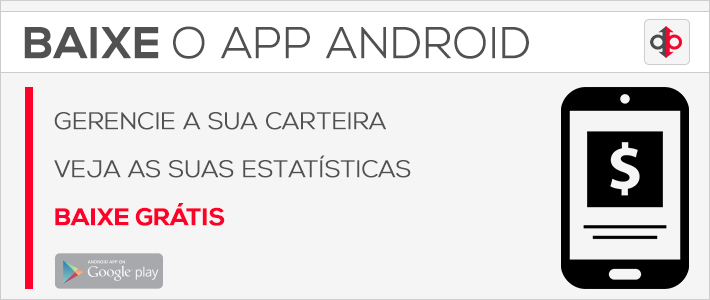 BAIXE O APP ANDROID
GERENCIE A SUA CARTEIRA
VEJA AS SUAS ESTATÍSTICAS
BAIXE GRÁTIS
ANDROID APP ON
Google play
$